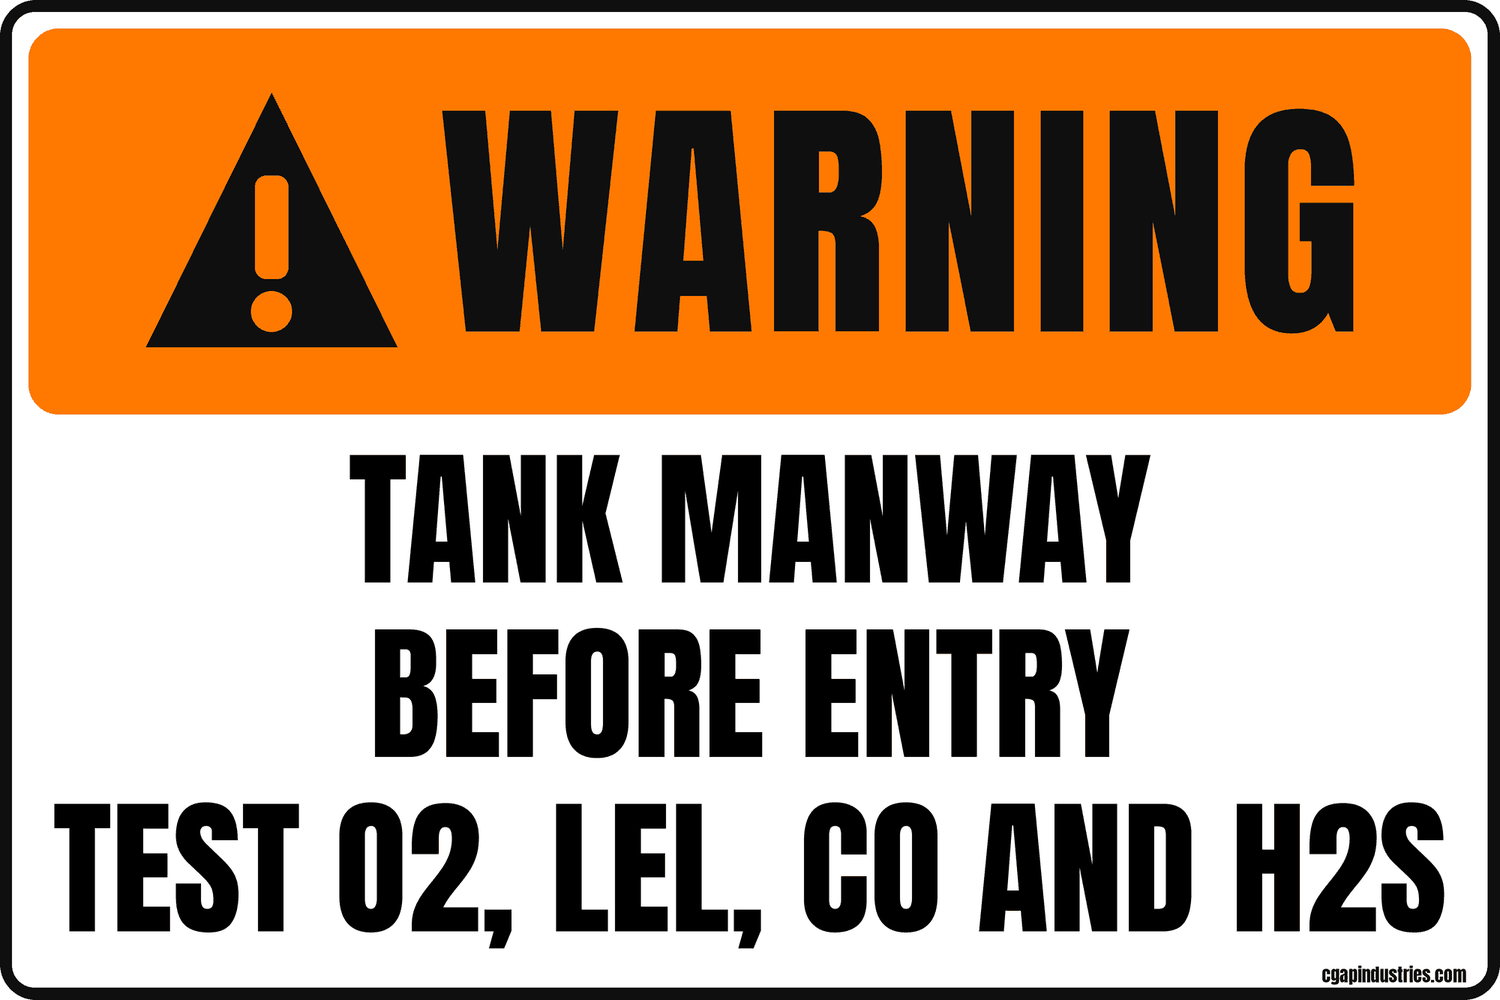 WARNING
TANK MANWAY
BEFORE ENTRY
TEST O2, LEL, CO AND H2S
cgapindustries.com